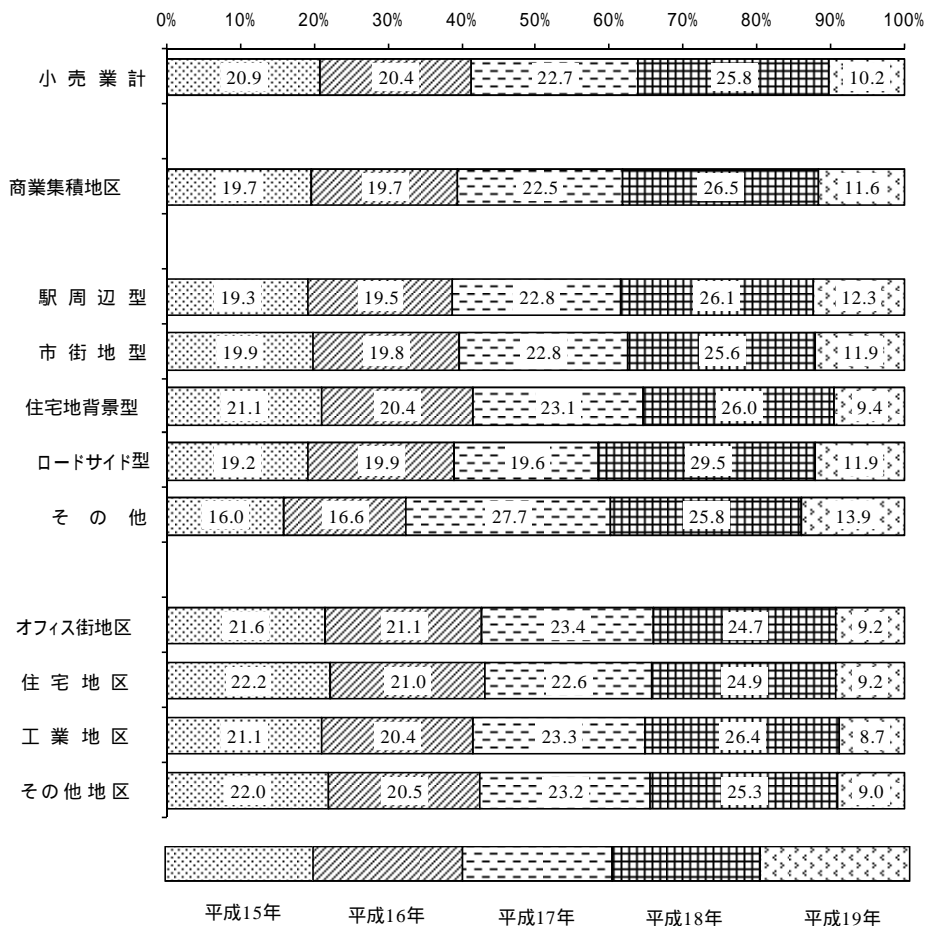 0% 10% 20% 30% 40% 50% 60% 70% 80% 90% 100%
小売業計 20.9 20.4 22.7 25.8 10.2
商業集積地区 19.7 19.7 22.5 26.5 11.6
駅周辺型 19.3 19.5 22.8 26.1 12.3
市街地型 19.9 19.8 22.8 25.6 11.9
住宅地背景型 21.1 20.4 23.1 26.0 9.4
ロードサイド型 19.2 19.9 19.6 29.5 11.9
その他 16.0 16.6 27.7 25.8 13.9
オフィス街地区 21.6 21.1 23.4 24.7 9.2
住宅地区 22.2 21.0 22.6 24.9 9.2
工業地区 21.1 20.4 23.3 26.4 8.7
その他地区 22.0 20.5 23.2 25.3 9.0
平成15年 平成16年 平成17年 平成18年 平成19年